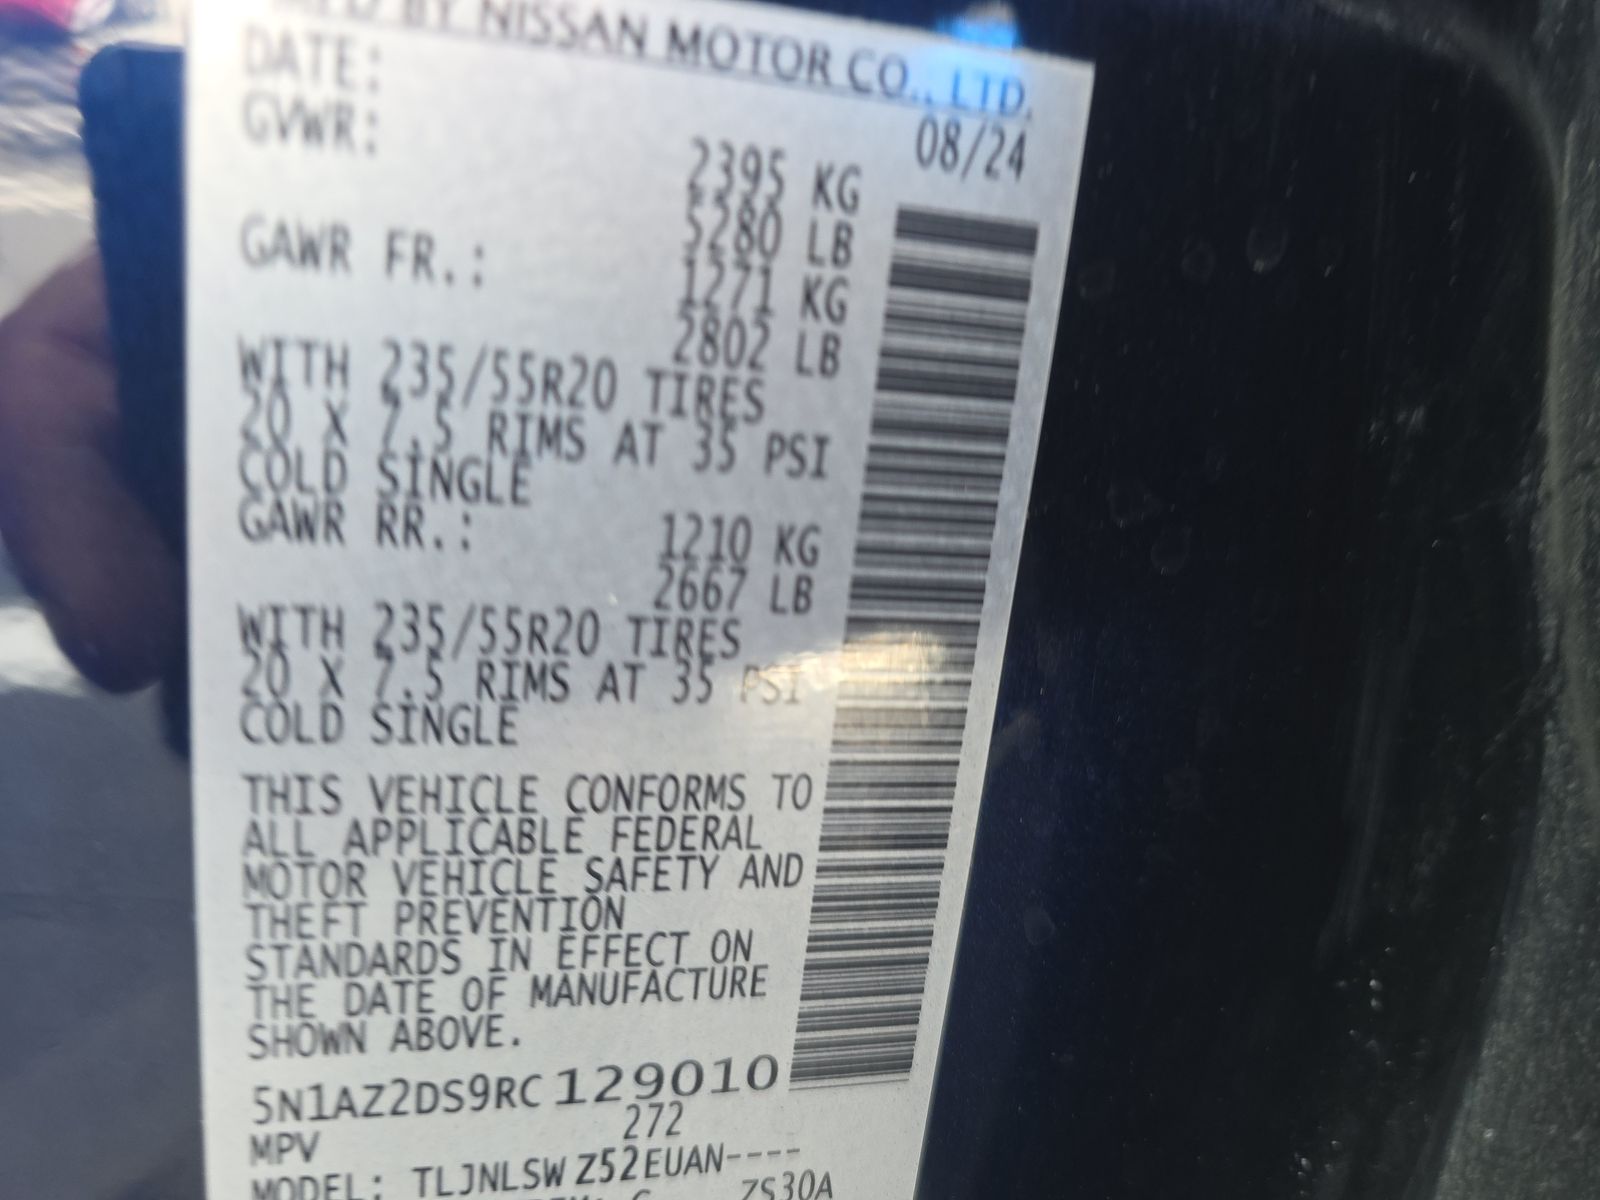 MFD BY NISSAN MOTOR CO., LTD.
DATE: 08/24
GVWR: 2395 KG
5280 LB
GAWR FR.: 1271 KG
2802 LB
WITH 235/55R20 TIRES
20 X 7.5 RIMS AT 35 PSI
COLD SINGLE
GAWR RR.: 1210 KG
2667 LB
WITH 235/55R20 TIRES
20 X 7.5 RIMS AT 35 PSI
COLD SINGLE
THIS VEHICLE CONFORMS TO
ALL APPLICABLE FEDERAL
MOTOR VEHICLE SAFETY AND
THEFT PREVENTION
STANDARDS IN EFFECT ON
THE DATE OF MANUFACTURE
SHOWN ABOVE.
5N1AZ2DS9RC129010
MPV 272
MODEL: TLJNLSWZ52EUAN----
ZS30A